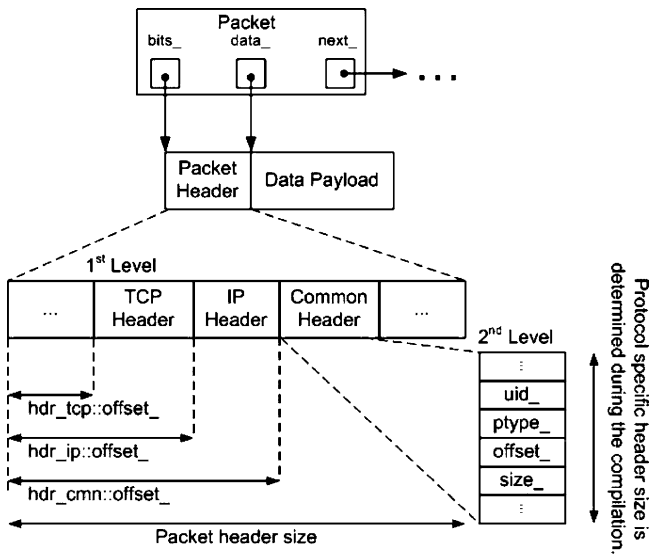 Packet
bits_ data_ next_
...
Packet
Header
Data Payload
1st Level
... TCP
Header IP
Header Common
Header ...
2nd Level
⋮
uid_
ptype_
offset_
size_
⋮
hdr_tcp::offset_
hdr_ip::offset_
hdr_cmn::offset_
Packet header size
Protocol specific header size is
determined during the compilation.